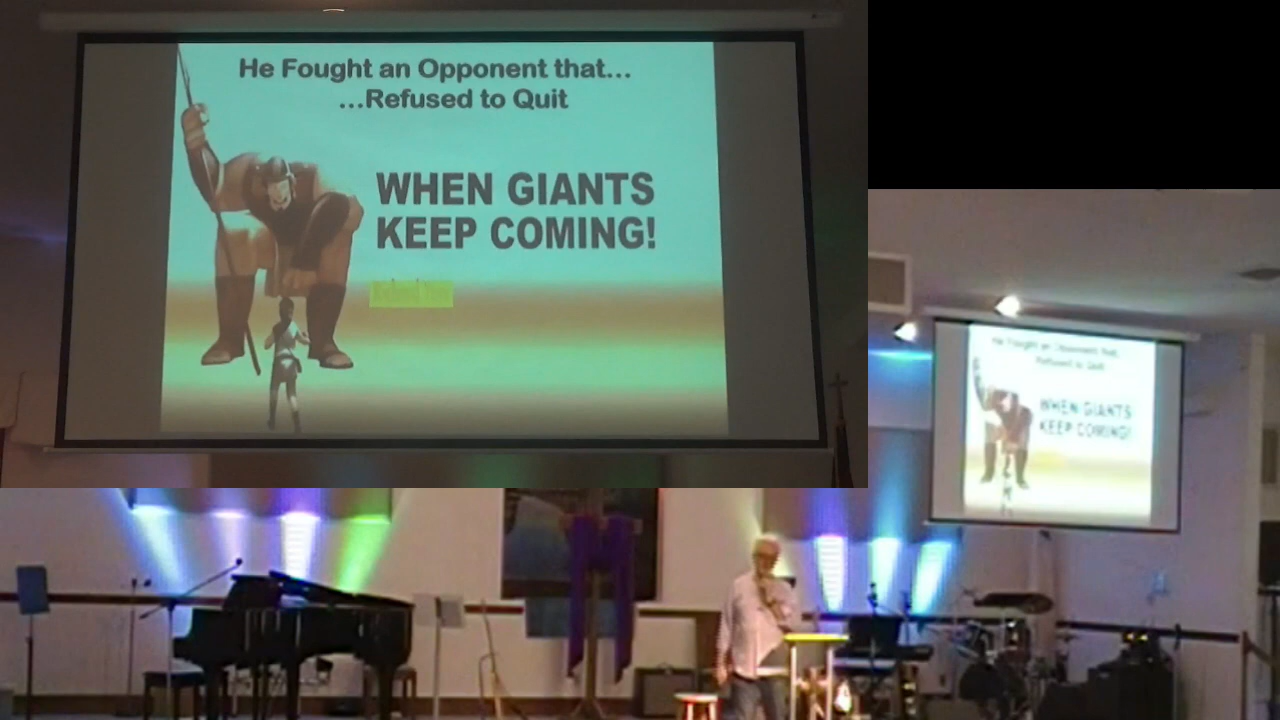 He Fought an Opponent that...
...Refused to Quit
WHEN GIANTS
KEEP COMING!
He Fought an Opponent that...
...Refused to Quit
WHEN GIANTS
KEEP COMING!